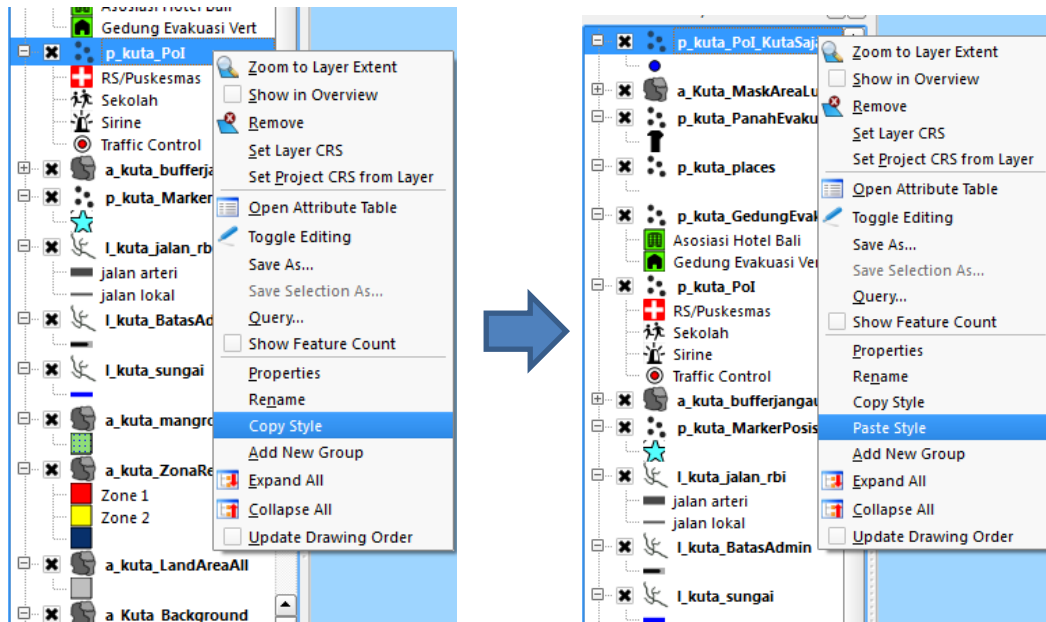 Asosiasi Hotel Bali
Gedung Evakuasi Vert
p_kuta_PoI
RS/Puskesmas
Sekolah
Sirine
Traffic Control
a_kuta_bufferja
p_kuta_Marker
l_kuta_jalan_rb
jalan arteri
jalan lokal
l_kuta_BatasAd
l_kuta_sungai
a_kuta_mangro
a_kuta_ZonaRe
Zone 1
Zone 2
a_kuta_LandAreaAll
a_Kuta_Background
Zoom to Layer Extent
Show in Overview
Remove
Set Layer CRS
Set Project CRS from Layer
Open Attribute Table
Toggle Editing
Save As...
Save Selection As...
Query...
Show Feature Count
Properties
Rename
Copy Style
Add New Group
Expand All
Collapse All
Update Drawing Order
p_kuta_PoI_KutaSaja
a_Kuta_MaskAreaLu
p_kuta_PanahEvaku
p_kuta_places
p_kuta_GedungEvak
Asosiasi Hotel Bali
Gedung Evakuasi Ver
p_kuta_PoI
RS/Puskesmas
Sekolah
Sirine
Traffic Control
a_kuta_bufferjangau
p_kuta_MarkerPosis
l_kuta_jalan_rbi
jalan arteri
jalan lokal
l_kuta_BatasAdmin
l_kuta_sungai
Zoom to Layer Extent
Show in Overview
Remove
Set Layer CRS
Set Project CRS from Layer
Open Attribute Table
Toggle Editing
Save As...
Save Selection As...
Query...
Show Feature Count
Properties
Rename
Copy Style
Paste Style
Add New Group
Expand All
Collapse All
Update Drawing Order